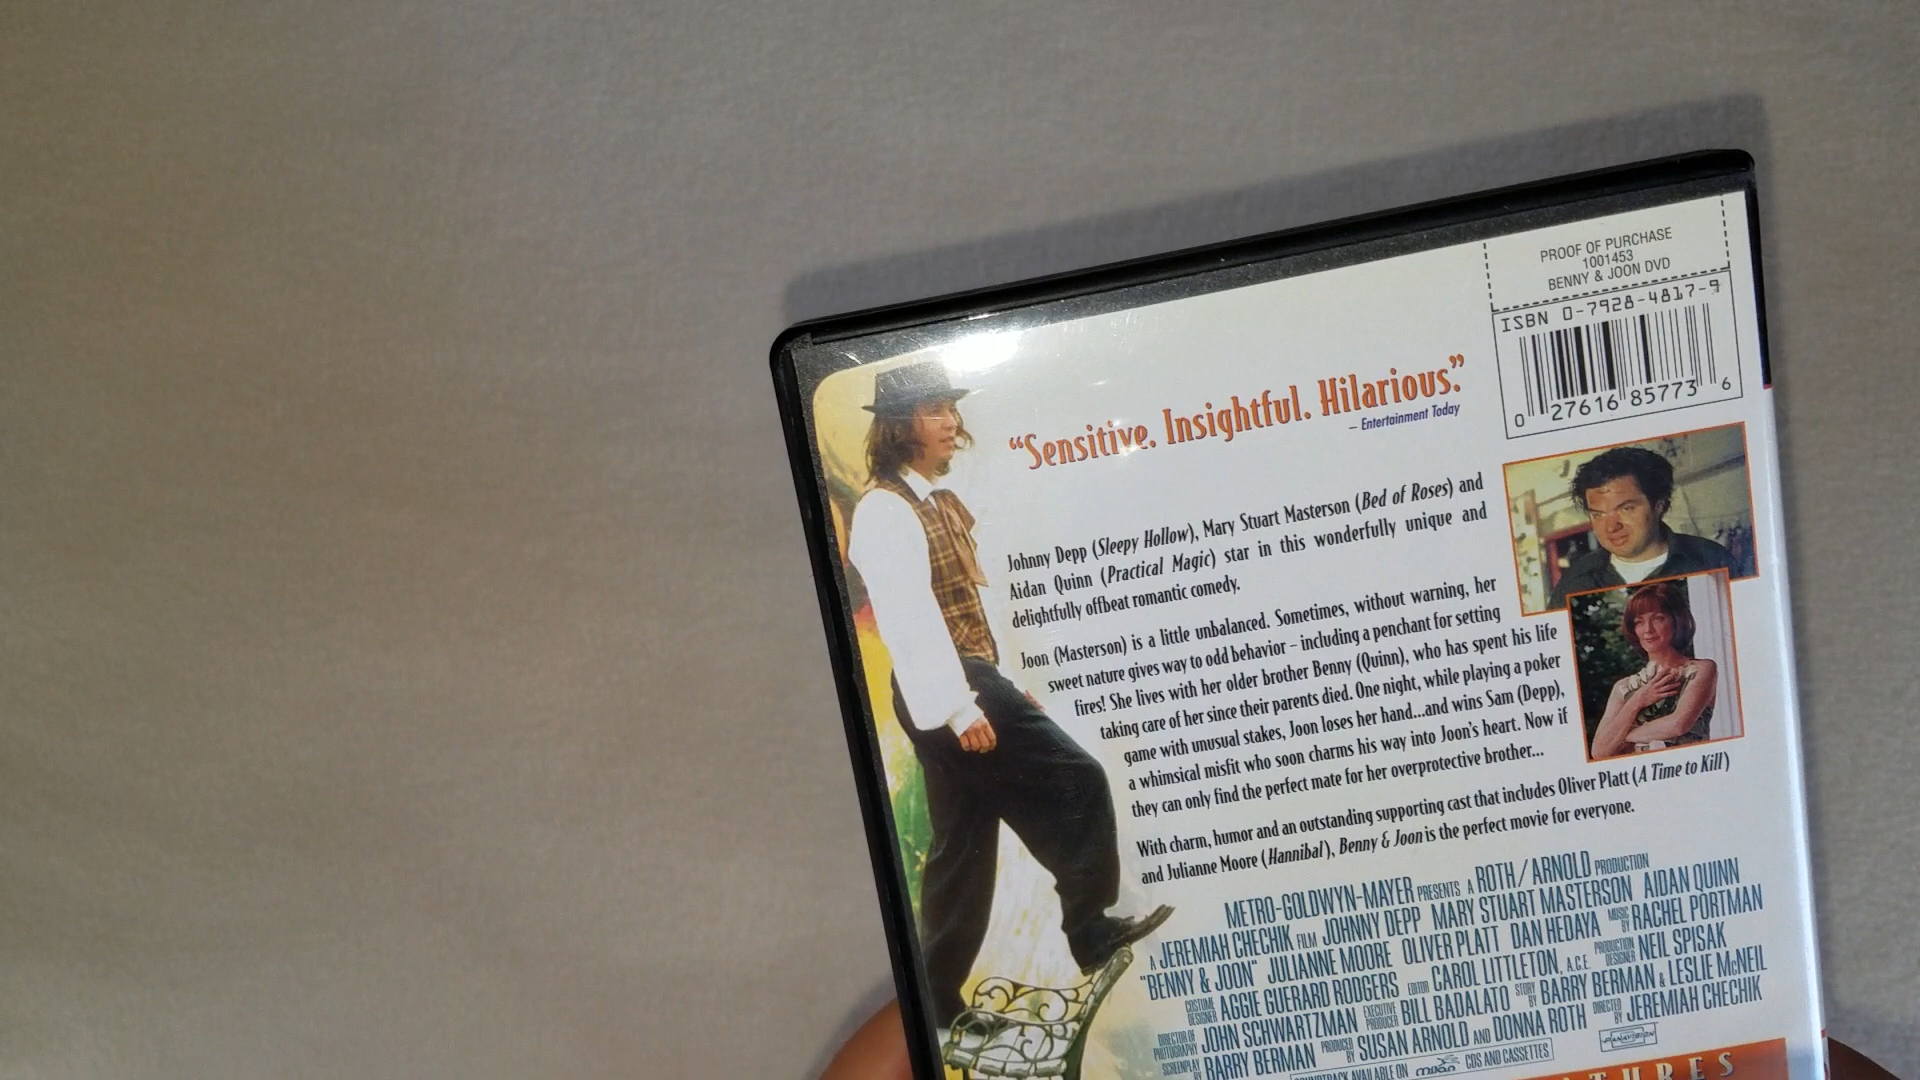 PROOF OF PURCHASE
1001453
BENNY & JOON DVD
ISBN 0-7928-4817-9
0 27616 85773 6
“Sensitive. Insightful. Hilarious.”
– Entertainment Today
Johnny Depp (Sleepy Hollow), Mary Stuart Masterson (Bed of Roses) and
Aidan Quinn (Practical Magic) star in this wonderfully unique and
delightfully offbeat romantic comedy.
Joon (Masterson) is a little unbalanced. Sometimes, without warning, her
sweet nature gives way to odd behavior – including a penchant for setting
fires! She lives with her older brother Benny (Quinn), who has spent his life
taking care of her since their parents died. One night, while playing a poker
game with unusual stakes, Joon loses her hand...and wins Sam (Depp),
a whimsical misfit who soon charms his way into Joon's heart. Now if
they can only find the perfect mate for her overprotective brother...
With charm, humor and an outstanding supporting cast that includes Oliver Platt (A Time to Kill)
and Julianne Moore (Hannibal), Benny & Joon is the perfect movie for everyone.
METRO-GOLDWYN-MAYER PRESENTS A ROTH/ARNOLD PRODUCTION
A JEREMIAH CHECHIK FILM JOHNNY DEPP MARY STUART MASTERSON AIDAN QUINN
"BENNY & JOON" JULIANNE MOORE OLIVER PLATT DAN HEDAYA MUSIC BY RACHEL PORTMAN
COSTUME DESIGNER AGGIE GUERARD RODGERS EDITOR CAROL LITTLETON, A.C.E. PRODUCTION DESIGNER NEIL SPISAK
DIRECTOR OF PHOTOGRAPHY JOHN SCHWARTZMAN EXECUTIVE PRODUCER BILL BADALATO STORY BY BARRY BERMAN & LESLIE McNEIL
SCREENPLAY BY BARRY BERMAN PRODUCED BY SUSAN ARNOLD AND DONNA ROTH DIRECTED BY JEREMIAH CHECHIK
SOUNDTRACK AVAILABLE ON milan CDS AND CASSETTES
PANAVISION